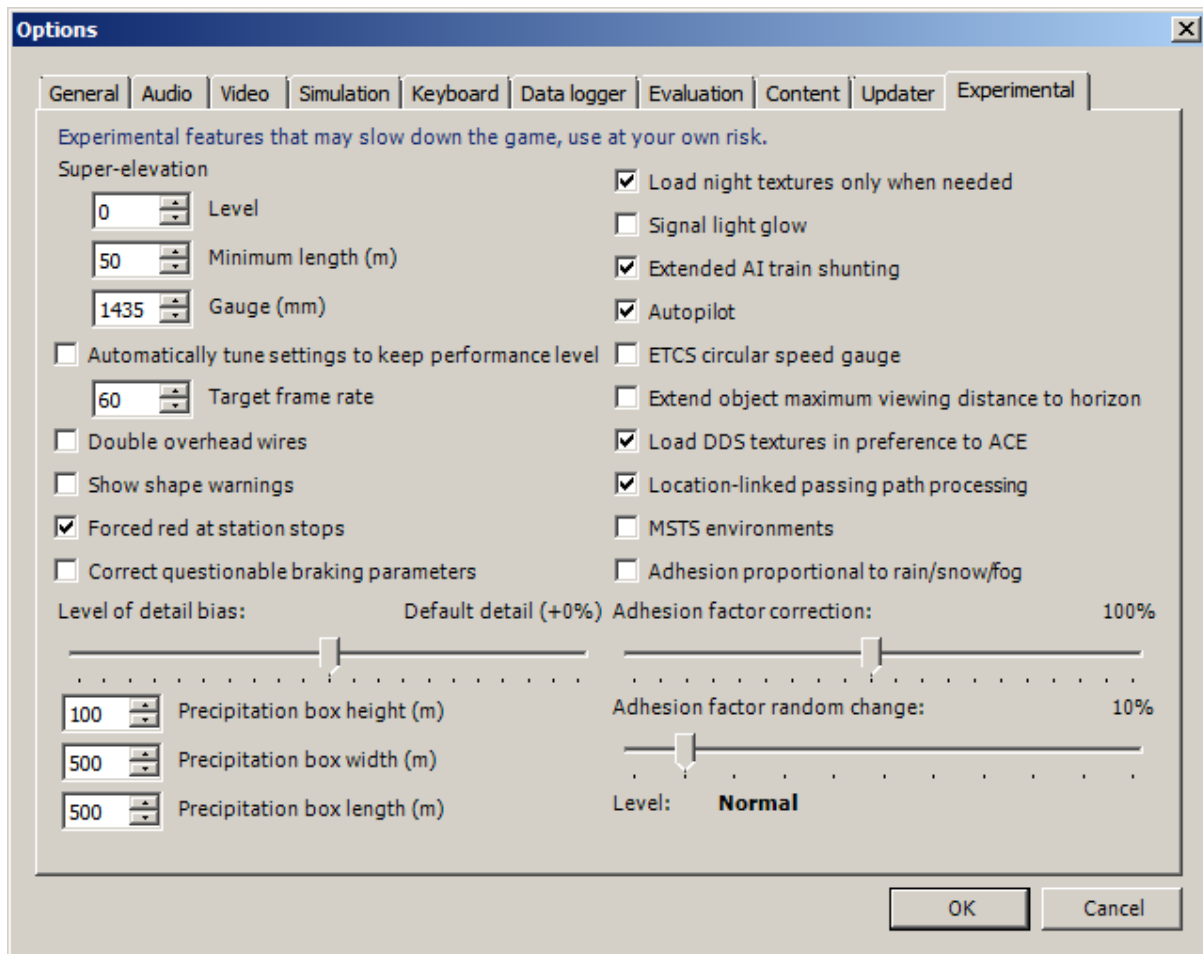 Options
General Audio Video Simulation Keyboard Data logger Evaluation Content Updater Experimental
Experimental features that may slow down the game, use at your own risk.
Super-elevation
0 Level
50 Minimum length (m)
1435 Gauge (mm)
Automatically tune settings to keep performance level
60 Target frame rate
Double overhead wires
Show shape warnings
Forced red at station stops
Correct questionable braking parameters
Level of detail bias: Default detail (+0%)
100 Precipitation box height (m)
500 Precipitation box width (m)
500 Precipitation box length (m)
Load night textures only when needed
Signal light glow
Extended AI train shunting
Autopilot
ETCS circular speed gauge
Extend object maximum viewing distance to horizon
Load DDS textures in preference to ACE
Location-linked passing path processing
MSTS environments
Adhesion proportional to rain/snow/fog
Adhesion factor correction: 100%
Adhesion factor random change: 10%
Level: Normal
OK Cancel